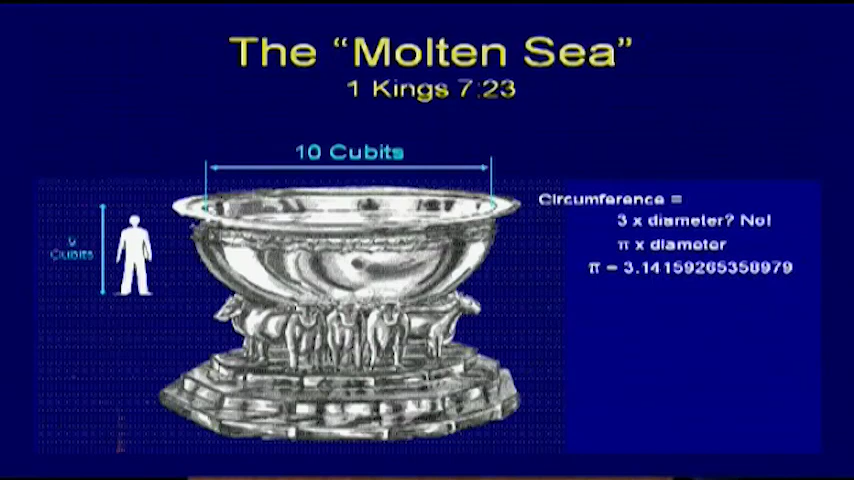 The “Molten Sea”
1 Kings 7:23
10 Cubits
Circumference =
3 x diameter? No!
π x diameter
π = 3.14159265358979
Cubits